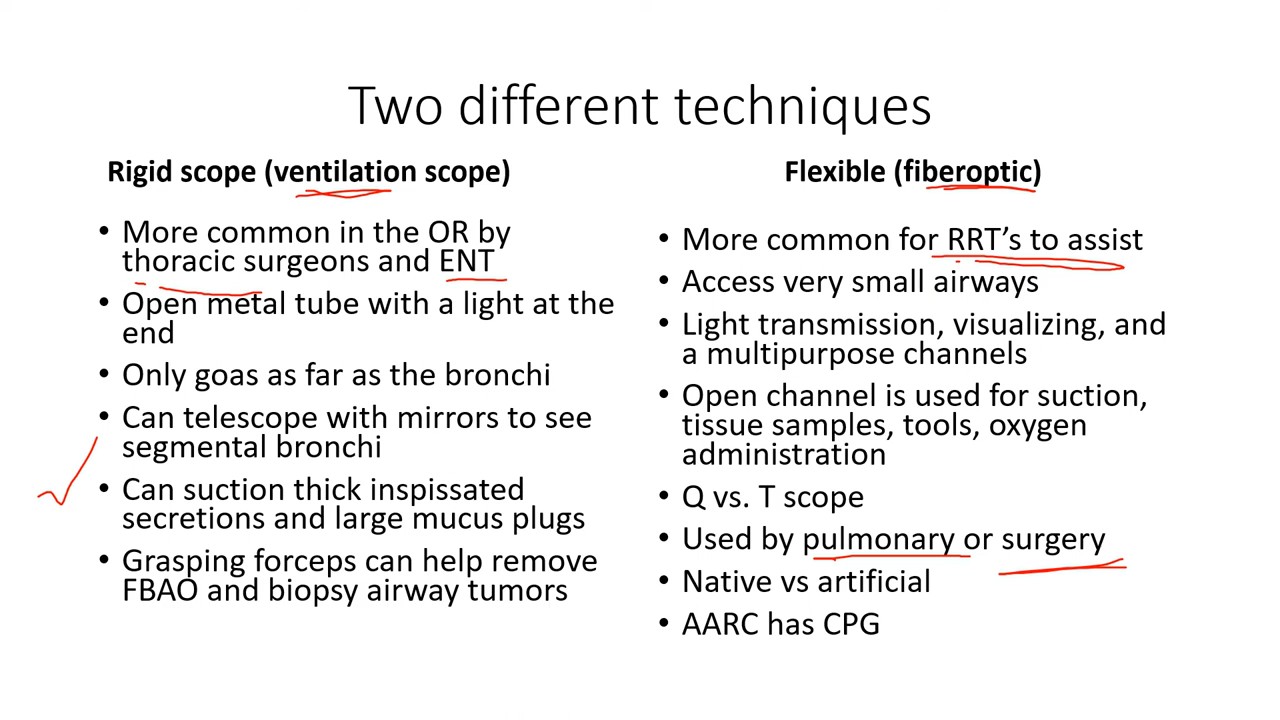 Two different techniques
Rigid scope (ventilation scope)
• More common in the OR by
thoracic surgeons and ENT
• Open metal tube with a light at the
end
• Only goas as far as the bronchi
• Can telescope with mirrors to see
segmental bronchi
• Can suction thick inspissated
secretions and large mucus plugs
• Grasping forceps can help remove
FBAO and biopsy airway tumors
Flexible (fiberoptic)
• More common for RRT’s to assist
• Access very small airways
• Light transmission, visualizing, and
a multipurpose channels
• Open channel is used for suction,
tissue samples, tools, oxygen
administration
• Q vs. T scope
• Used by pulmonary or surgery
• Native vs artificial
• AARC has CPG